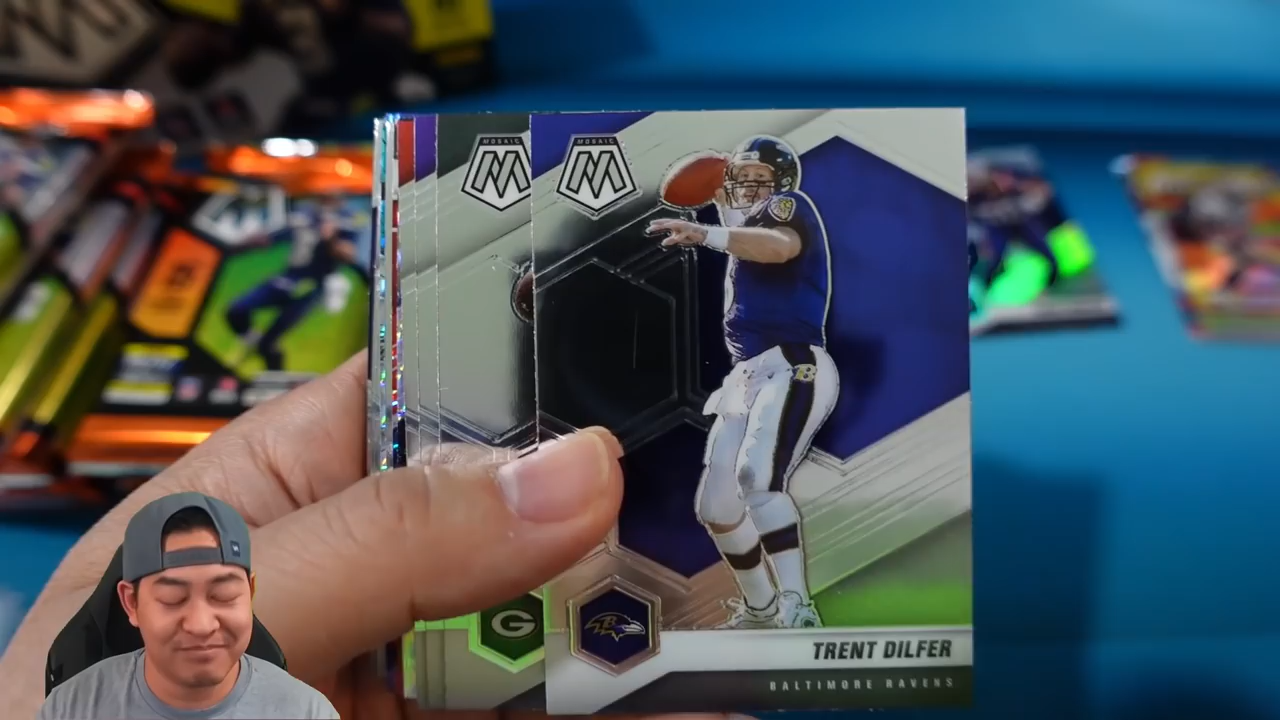 MOSAIC
MOSAIC
G
B
TRENT DILFER
BALTIMORE RAVENS